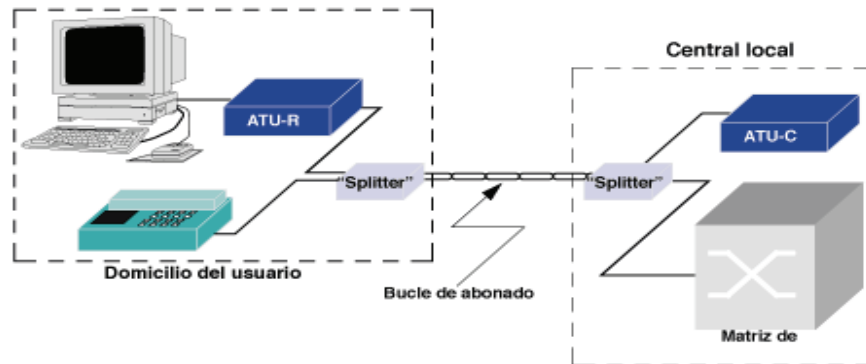 Central local
ATU-R
ATU-C
"Splitter"
"Splitter"
Domicilio del usuario
Bucle de abonado
Matriz de